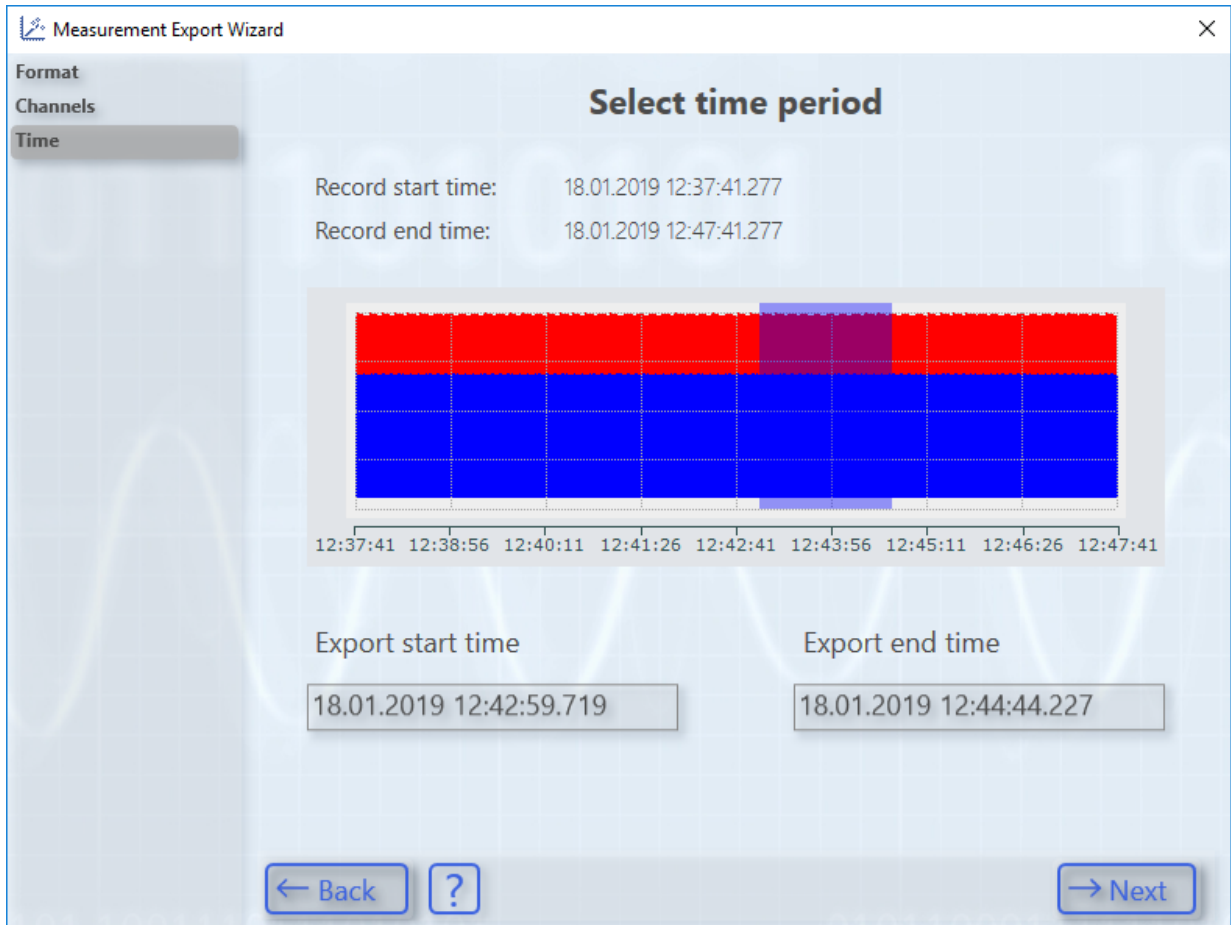 Measurement Export Wizard
Format
Channels
Time
Select time period
Record start time: 18.01.2019 12:37:41.277
Record end time: 18.01.2019 12:47:41.277
12:37:41 12:38:56 12:40:11 12:41:26 12:42:41 12:43:56 12:45:11 12:46:26 12:47:41
Export start time Export end time
18.01.2019 12:42:59.719 18.01.2019 12:44:44.227
← Back ? → Next